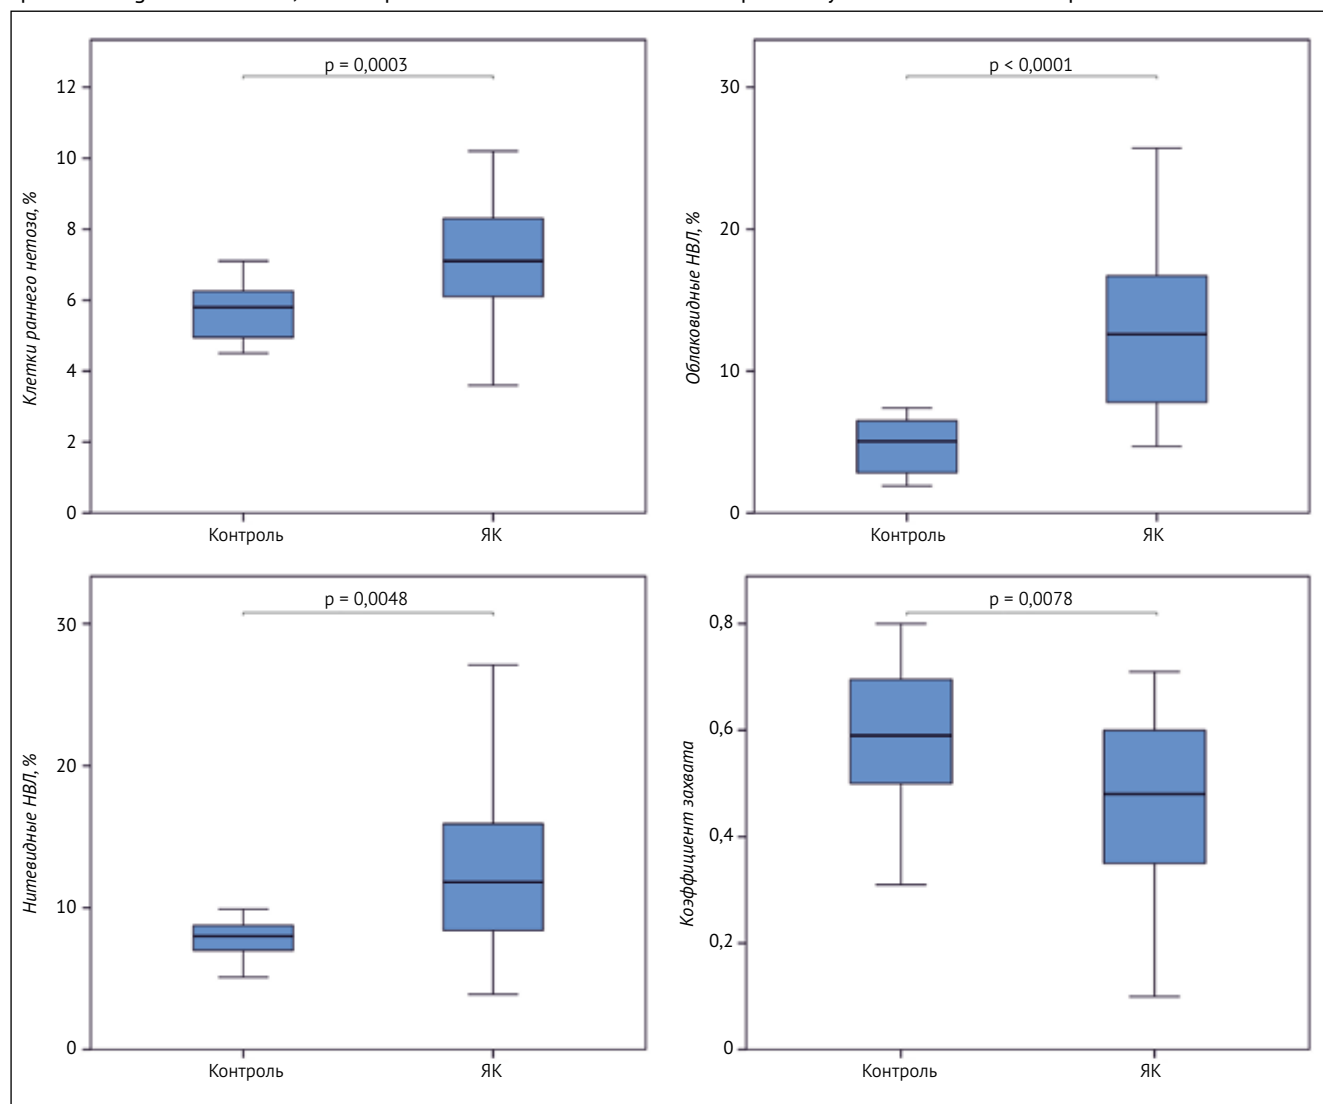 Клетки раннего нетоза, %
p = 0,0003
12
10
8
6
4
2
0
Контроль
ЯК
Облаковидные НВЛ, %
p < 0,0001
30
20
10
0
Контроль
ЯК
Нитевидные НВЛ, %
p = 0,0048
30
20
10
0
Контроль
ЯК
Коэффициент захвата
p = 0,0078
0,8
0,6
0,4
0,2
0
Контроль
ЯК